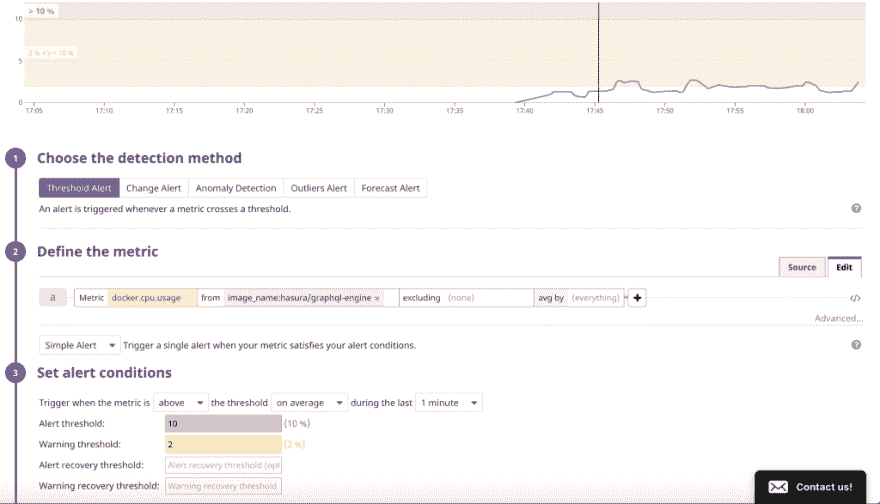 > 10 %
10
2 % < y < 10 %
5
0
17:05 17:10 17:15 17:20 17:25 17:30 17:35 17:40 17:45 17:50 17:55 18:00
1 Choose the detection method
Threshold Alert Change Alert Anomaly Detection Outliers Alert Forecast Alert
An alert is triggered whenever a metric crosses a threshold. ?
2 Define the metric
Source Edit
a Metric docker.cpu.usage from image_name:hasura/graphql-engine × excluding (none) avg by (everything) + </>
Advanced...
Simple Alert Trigger a single alert when your metric satisfies your alert conditions. ?
3 Set alert conditions
Trigger when the metric is above the threshold on average during the last 1 minute
Alert threshold: 10 (10 %)
Warning threshold: 2 (2 %)
Alert recovery threshold: Alert recovery threshold (opt
Warning recovery threshold: Warning recovery threshold
Contact us!